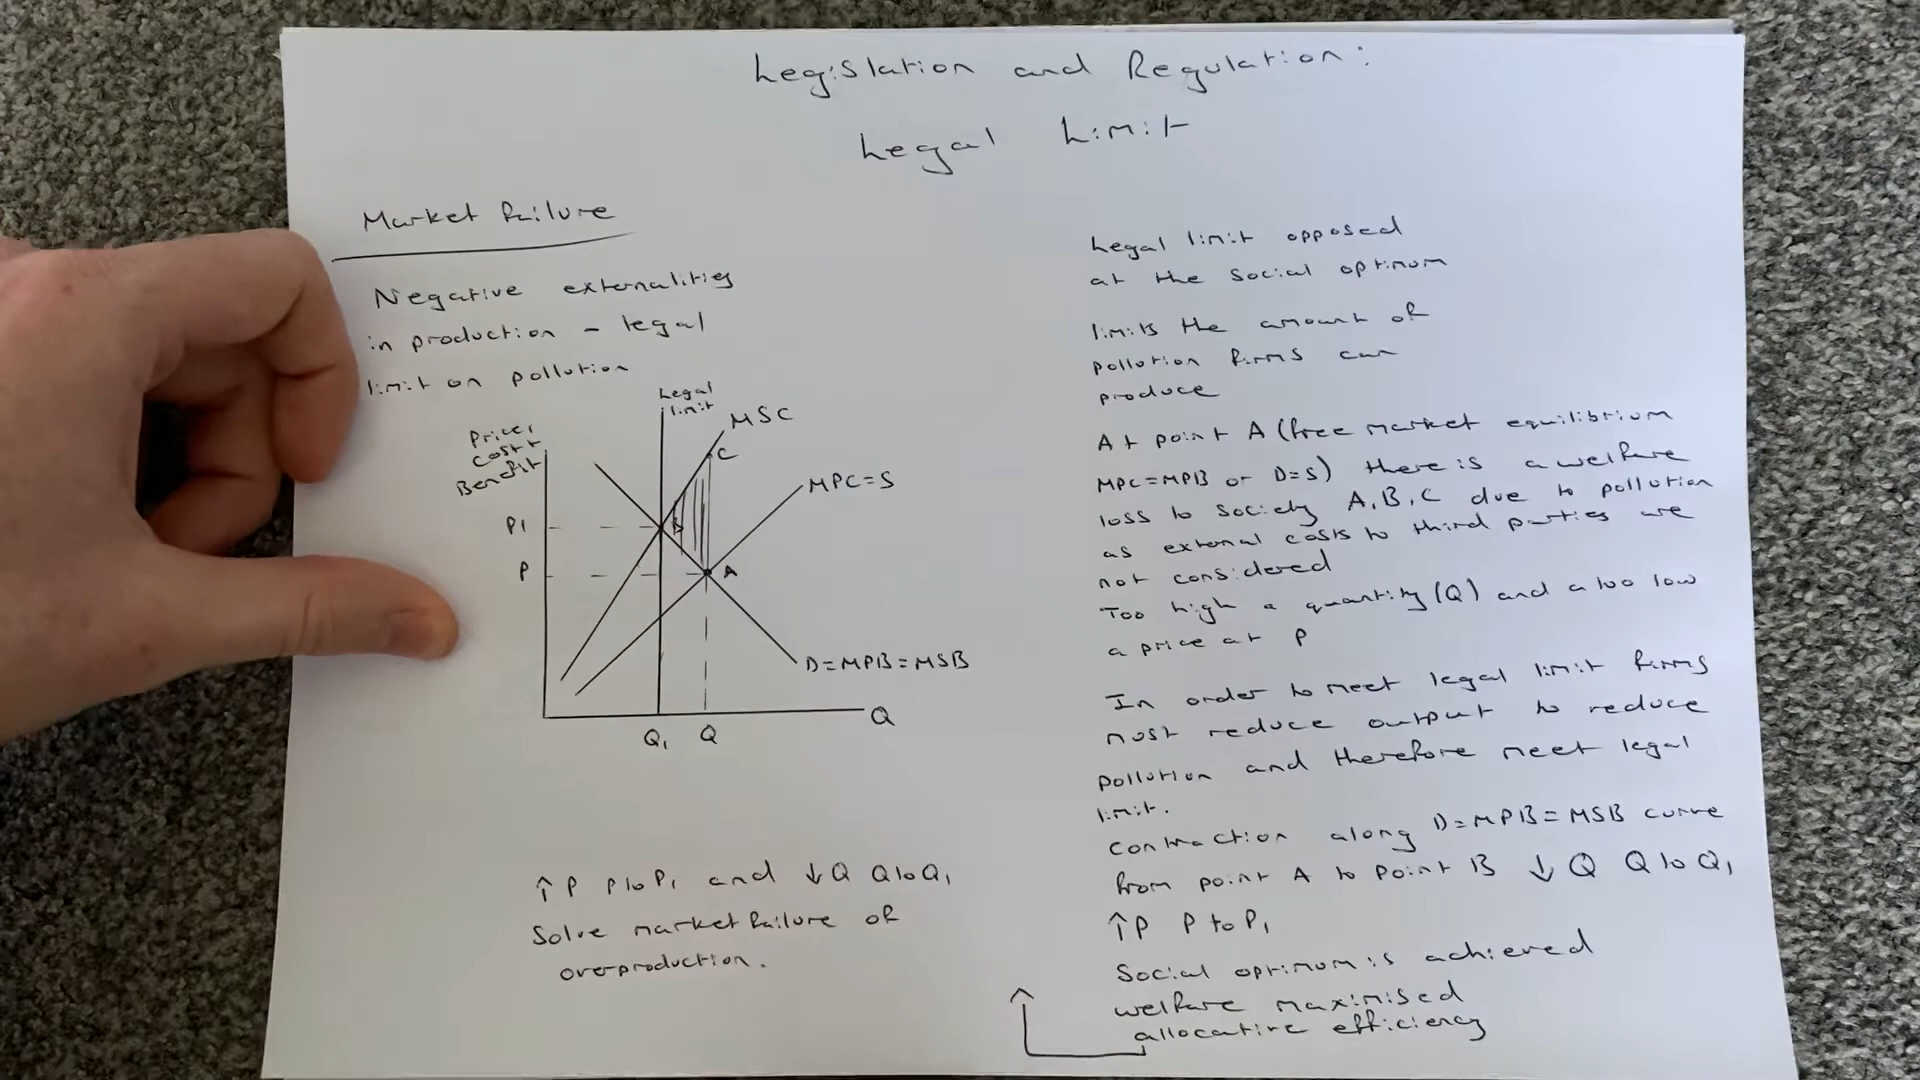 Legislation and Regulation:
Legal Limit
Market failure
Negative externalities
in production - legal
limit on pollution
Legal
limit
MSC
Price,
Cost +
Benefit
C
MPC=S
P1
B
P
A
D=MPB=MSB
Q
Q1 Q
↑P P to P1 and ↓Q Q to Q1
Solve market failure of
overproduction.
Legal limit opposed
at the social optimum
limits the amount of
pollution firms can
produce
At point A (free market equilibrium
MPC=MPB or D=S) there is a welfare
loss to society A,B,C due to pollution
as external costs to third parties are
not considered
Too high a quantity (Q) and a too low
a price at P
In order to meet legal limit firms
must reduce output to reduce
pollution and therefore meet legal
limit.
contraction along D=MPB=MSB curve
from point A to point B ↓Q Q to Q1
↑P P to P1
Social optimum is achieved
welfare maximised
allocative efficiency